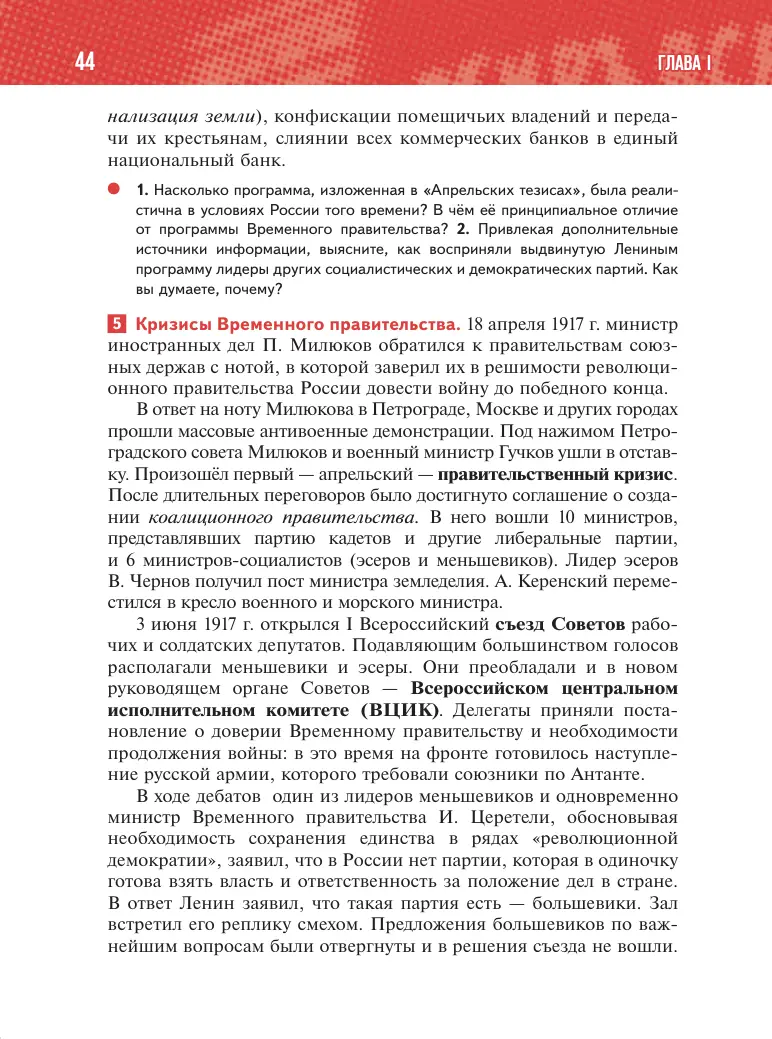 44
ГЛАВА I
нализация земли), конфискации помещичьих владений и переда-
чи их крестьянам, слиянии всех коммерческих банков в единый
национальный банк.
1. Насколько программа, изложенная в «Апрельских тезисах», была реали-
стична в условиях России того времени? В чём её принципиальное отличие
от программы Временного правительства? 2. Привлекая дополнительные
источники информации, выясните, как восприняли выдвинутую Лениным
программу лидеры других социалистических и демократических партий. Как
вы думаете, почему?
5 Кризисы Временного правительства. 18 апреля 1917 г. министр
иностранных дел П. Милюков обратился к правительствам союз-
ных держав с нотой, в которой заверил их в решимости революци-
онного правительства России довести войну до победного конца.
В ответ на ноту Милюкова в Петрограде, Москве и других городах
прошли массовые антивоенные демонстрации. Под нажимом Петро-
градского совета Милюков и военный министр Гучков ушли в отстав-
ку. Произошёл первый — апрельский — правительственный кризис.
После длительных переговоров было достигнуто соглашение о созда-
нии коалиционного правительства. В него вошли 10 министров,
представлявших партию кадетов и другие либеральные партии,
и 6 министров-социалистов (эсеров и меньшевиков). Лидер эсеров
В. Чернов получил пост министра земледелия. А. Керенский переме-
стился в кресло военного и морского министра.
3 июня 1917 г. открылся I Всероссийский съезд Советов рабо-
чих и солдатских депутатов. Подавляющим большинством голосов
располагали меньшевики и эсеры. Они преобладали и в новом
руководящем органе Советов — Всероссийском центральном
исполнительном комитете (ВЦИК). Делегаты приняли поста-
новление о доверии Временному правительству и необходимости
продолжения войны: в это время на фронте готовилось наступле-
ние русской армии, которого требовали союзники по Антанте.
В ходе дебатов один из лидеров меньшевиков и одновременно
министр Временного правительства И. Церетели, обосновывая
необходимость сохранения единства в рядах «революционной
демократии», заявил, что в России нет партии, которая в одиночку
готова взять власть и ответственность за положение дел в стране.
В ответ Ленин заявил, что такая партия есть — большевики. Зал
встретил его реплику смехом. Предложения большевиков по важ-
нейшим вопросам были отвергнуты и в решения съезда не вошли.